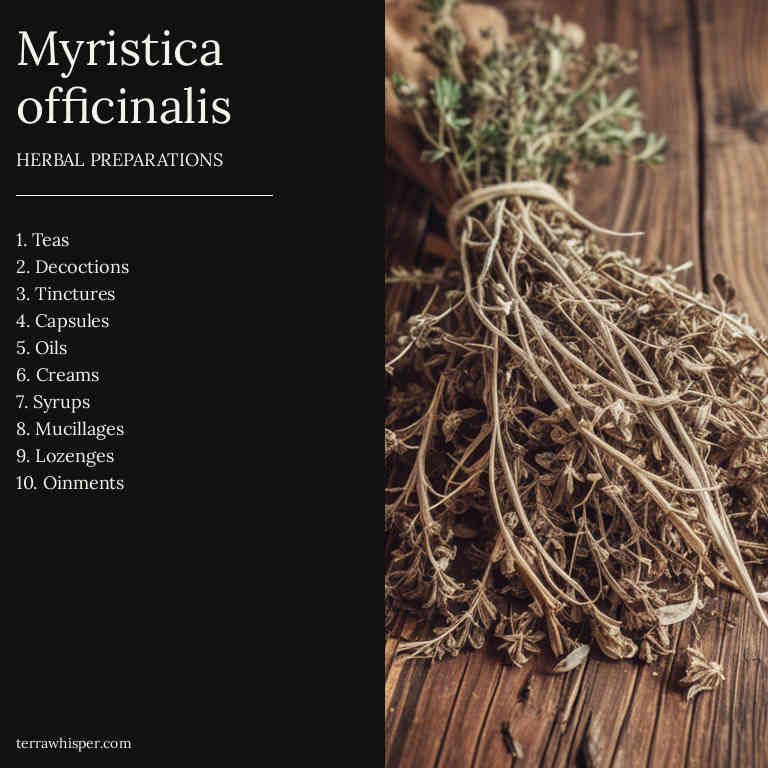 Myristica
officinalis
HERBAL PREPARATIONS
1. Teas
2. Decoctions
3. Tinctures
4. Capsules
5. Oils
6. Creams
7. Syrups
8. Mucillages
9. Lozenges
10. Oinments
terrawhisper.com